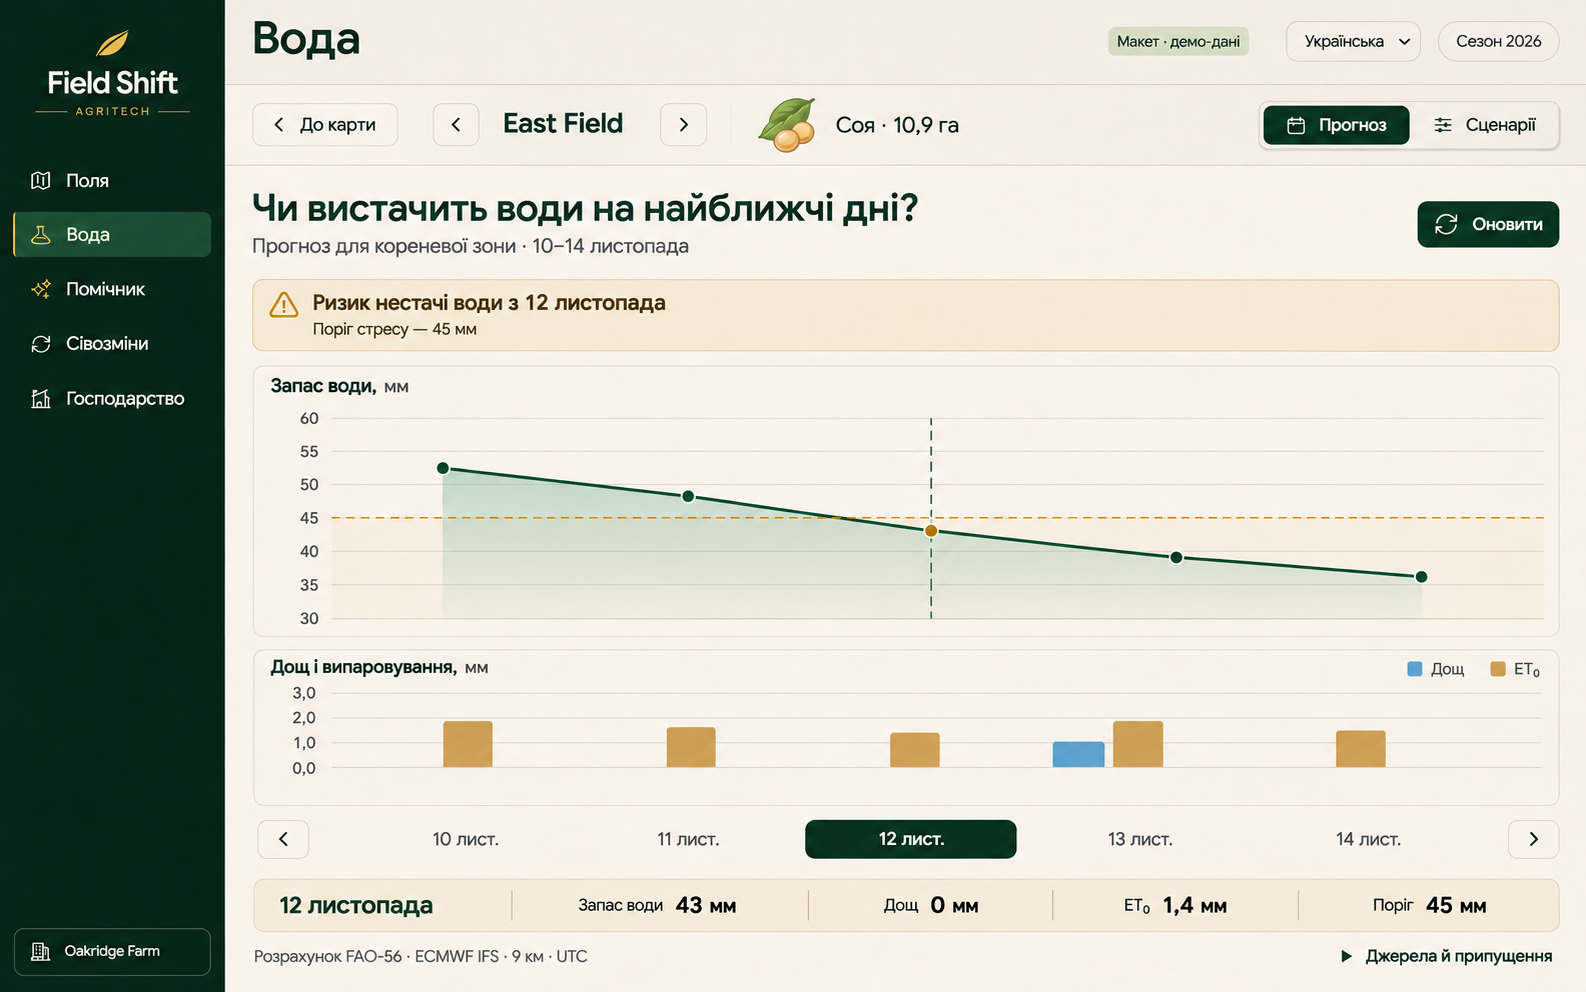 Field Shift
AGRITECH
Поля
Вода
Помічник
Сівозміни
Господарство
Oakridge Farm
Вода
Макет · демо-дані
Українська
Сезон 2026
До карти
East Field
Соя · 10,9 га
Прогноз
Сценарії
Чи вистачить води на найближчі дні?
Прогноз для кореневої зони · 10–14 листопада
Оновити
Ризик нестачі води з 12 листопада
Поріг стресу — 45 мм
Запас води, мм
60
55
50
45
40
35
30
Дощ і випаровування, мм
Дощ
ET₀
3,0
2,0
1,0
0,0
10 лист.
11 лист.
12 лист.
13 лист.
14 лист.
12 листопада
Запас води 43 мм
Дощ 0 мм
ET₀ 1,4 мм
Поріг 45 мм
Розрахунок FAO-56 · ECMWF IFS · 9 км · UTC
Джерела й припущення